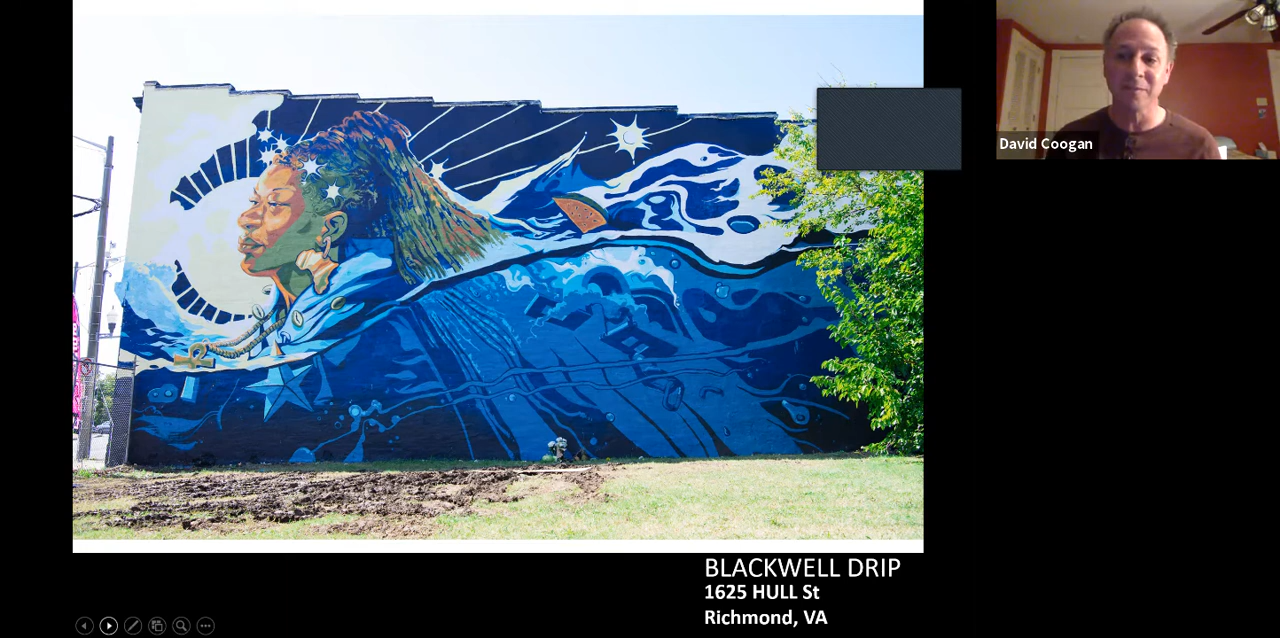 David Coogan
BLACKWELL DRIP
1625 HULL St
Richmond, VA